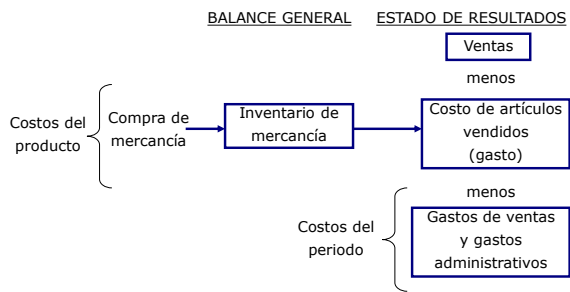 BALANCE GENERAL
ESTADO DE RESULTADOS
Ventas
menos
Costos del
producto
Compra de
mercancía
Inventario de
mercancía
Costo de artículos
vendidos
(gasto)
menos
Costos del
periodo
Gastos de ventas
y gastos
administrativos